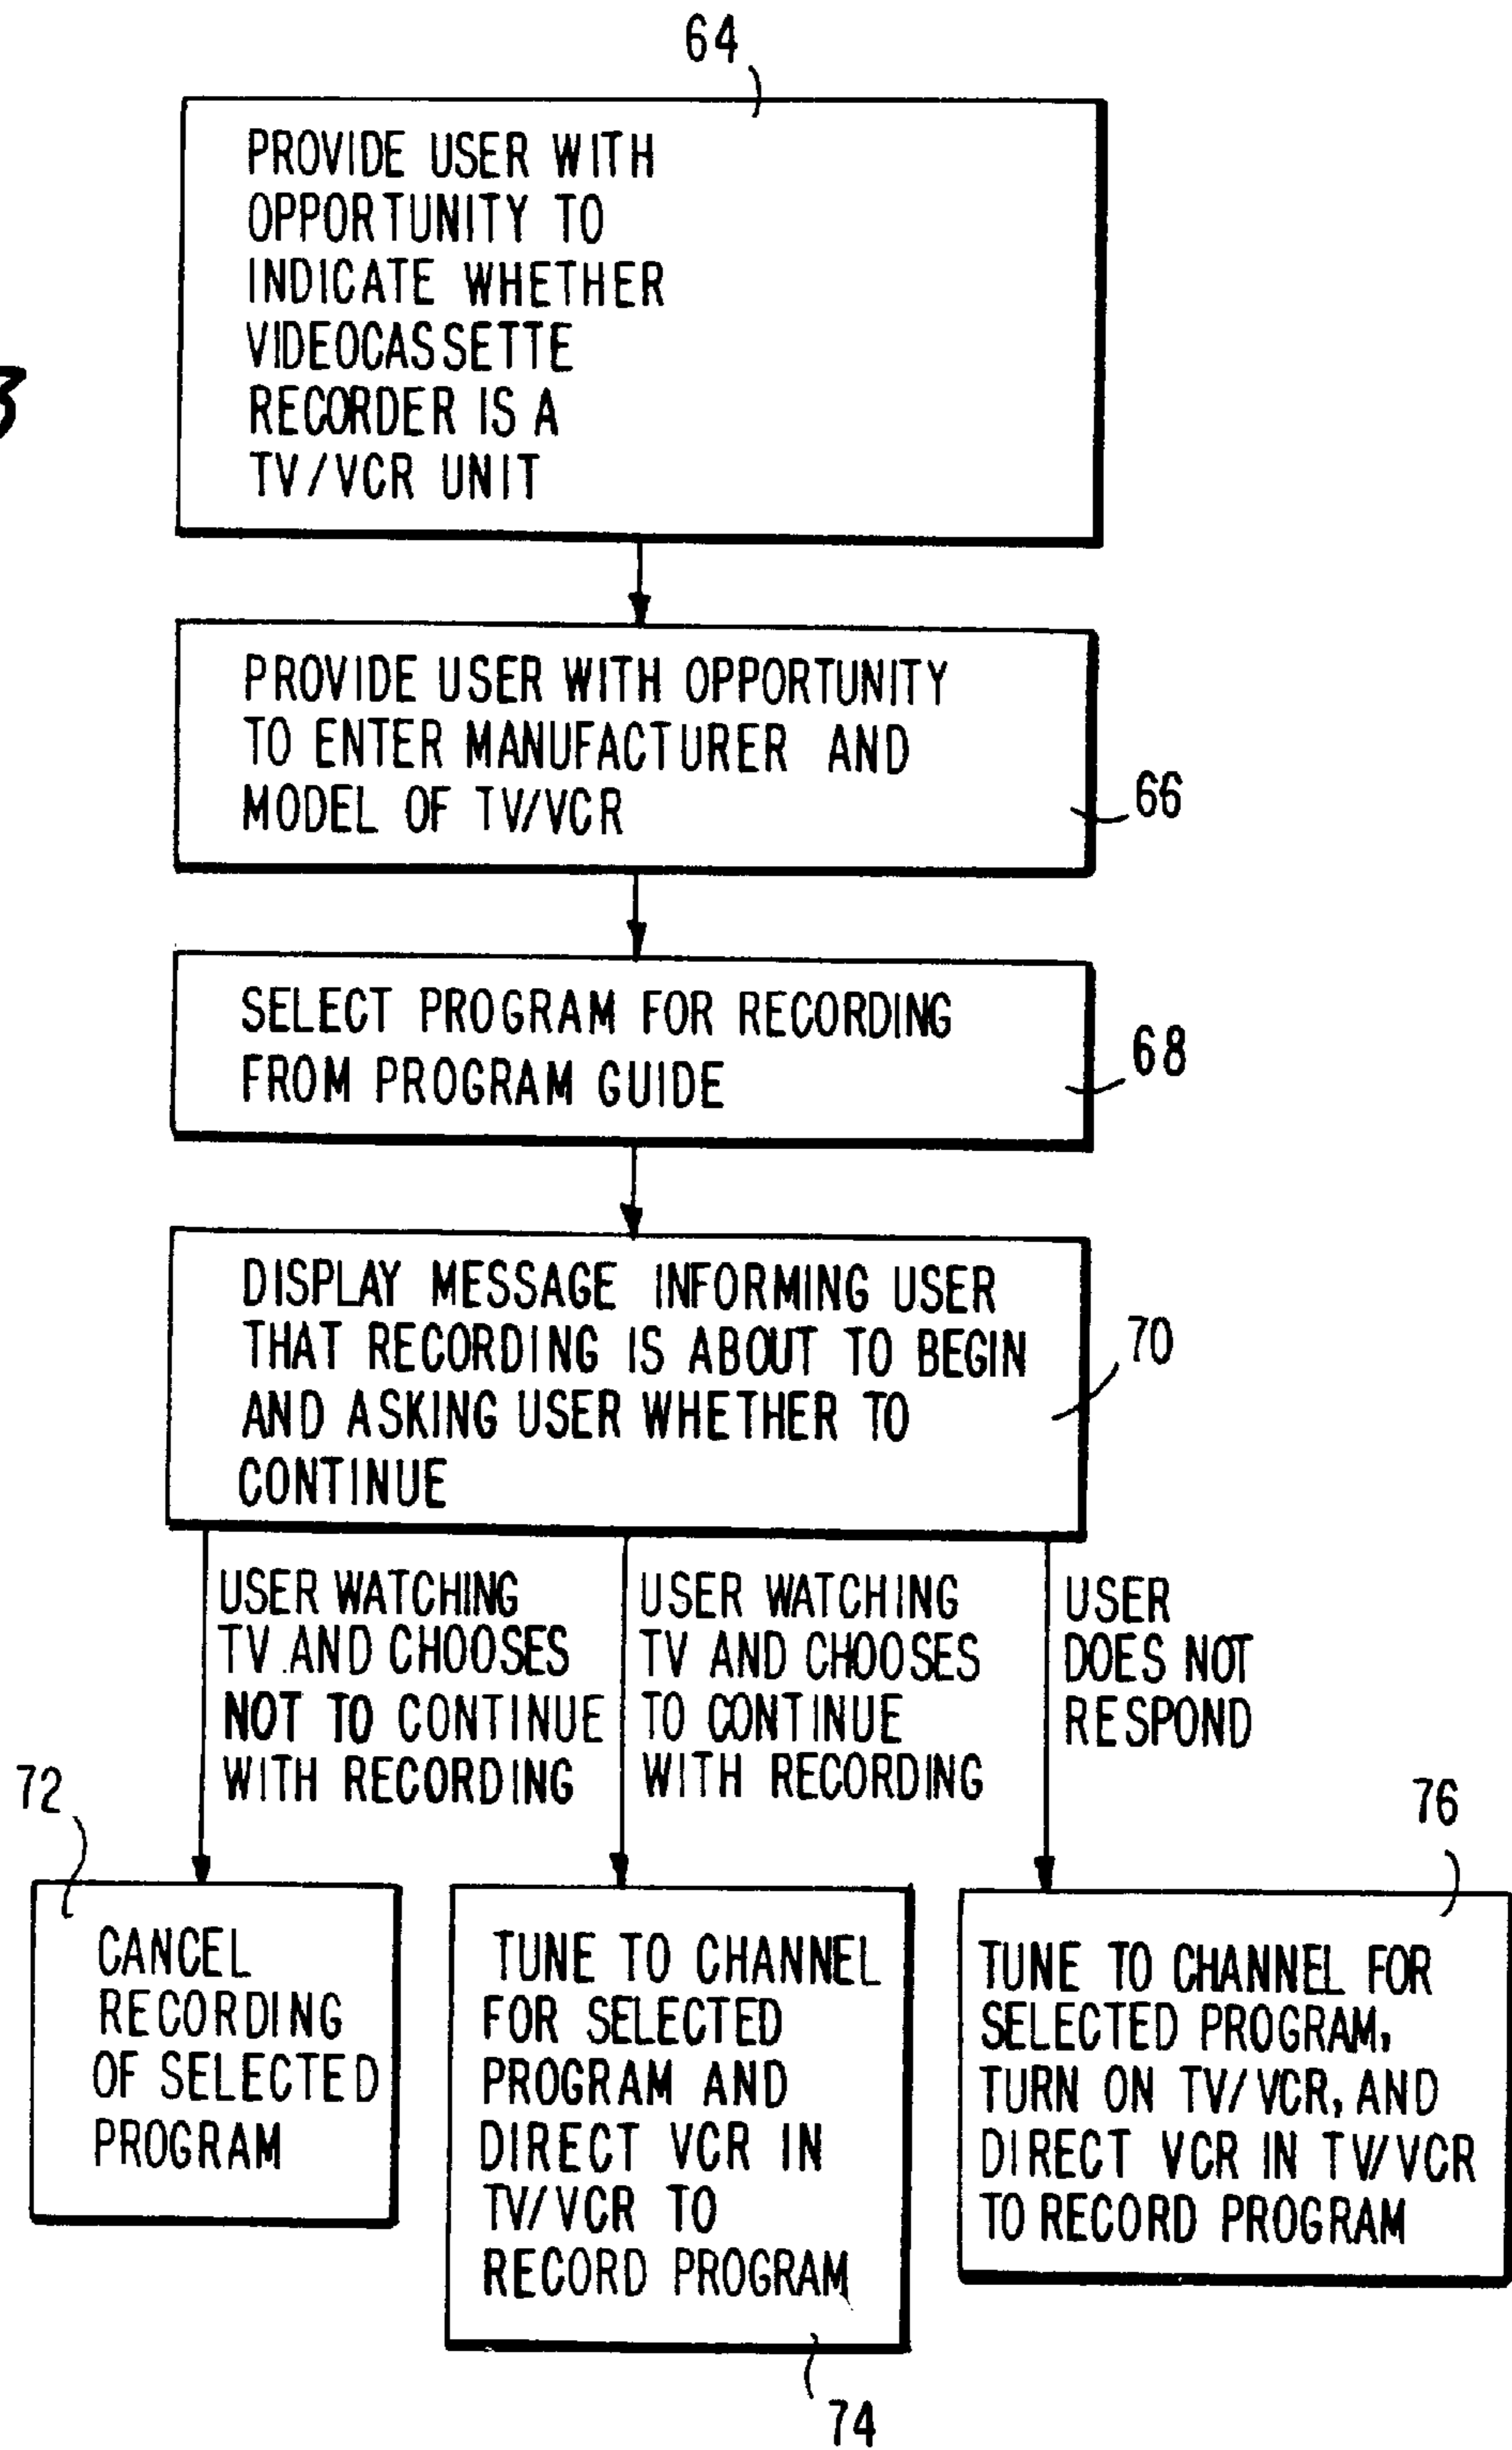 64
PROVIDE USER WITH
OPPORTUNITY TO
INDICATE WHETHER
VIDEOCASSETTE
RECORDER IS A
TV/VCR UNIT
3
PROVIDE USER WITH OPPORTUNITY
TO ENTER MANUFACTURER AND
MODEL OF TV/VCR
66
SELECT PROGRAM FOR RECORDING
FROM PROGRAM GUIDE
68
DISPLAY MESSAGE INFORMING USER
THAT RECORDING IS ABOUT TO BEGIN
AND ASKING USER WHETHER TO
CONTINUE
70
USER WATCHING
TV AND CHOOSES
NOT TO CONTINUE
WITH RECORDING
USER WATCHING
TV AND CHOOSES
TO CONTINUE
WITH RECORDING
USER
DOES NOT
RESPOND
72
CANCEL
RECORDING
OF SELECTED
PROGRAM
TUNE TO CHANNEL
FOR SELECTED
PROGRAM AND
DIRECT VCR IN
TV/VCR TO
RECORD PROGRAM
74
76
TUNE TO CHANNEL FOR
SELECTED PROGRAM,
TURN ON TV/VCR, AND
DIRECT VCR IN TV/VCR
TO RECORD PROGRAM